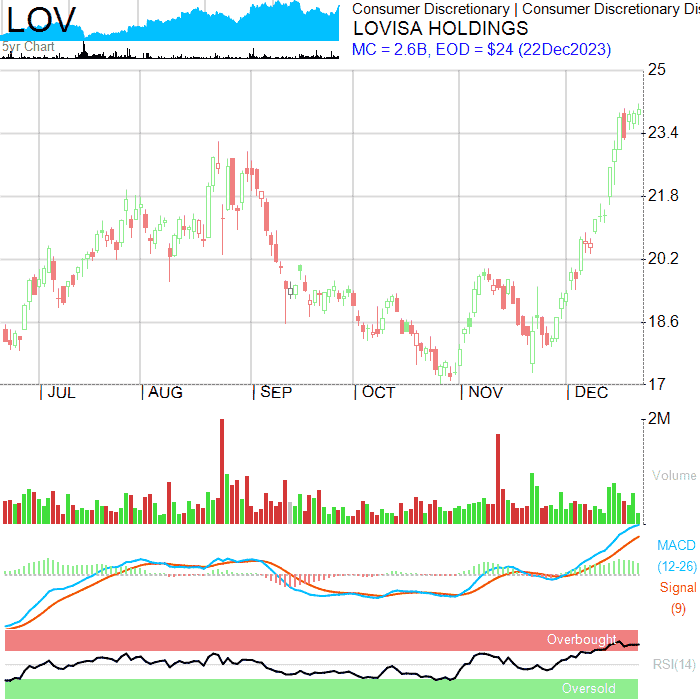 LOV
5yr Chart
Consumer Discretionary | Consumer Discretionary Dis
LOVISA HOLDINGS
MC = 2.6B, EOD = $24 (22Dec2023)
25
23.4
21.8
20.2
18.6
17
JUL AUG SEP OCT NOV DEC
2M
Volume
MACD
(12-26)
Signal
(9)
Overbought
RSI(14)
Oversold